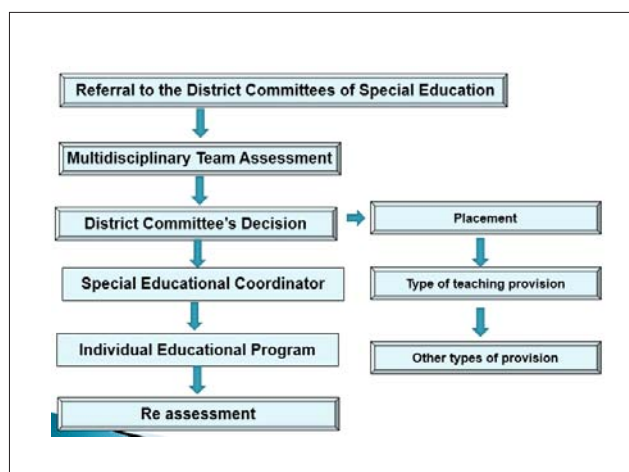 Referral to the District Committees of Special Education
Multidisciplinary Team Assessment
District Committee's Decision
Placement
Special Educational Coordinator
Type of teaching provision
Individual Educational Program
Other types of provision
Re assessment